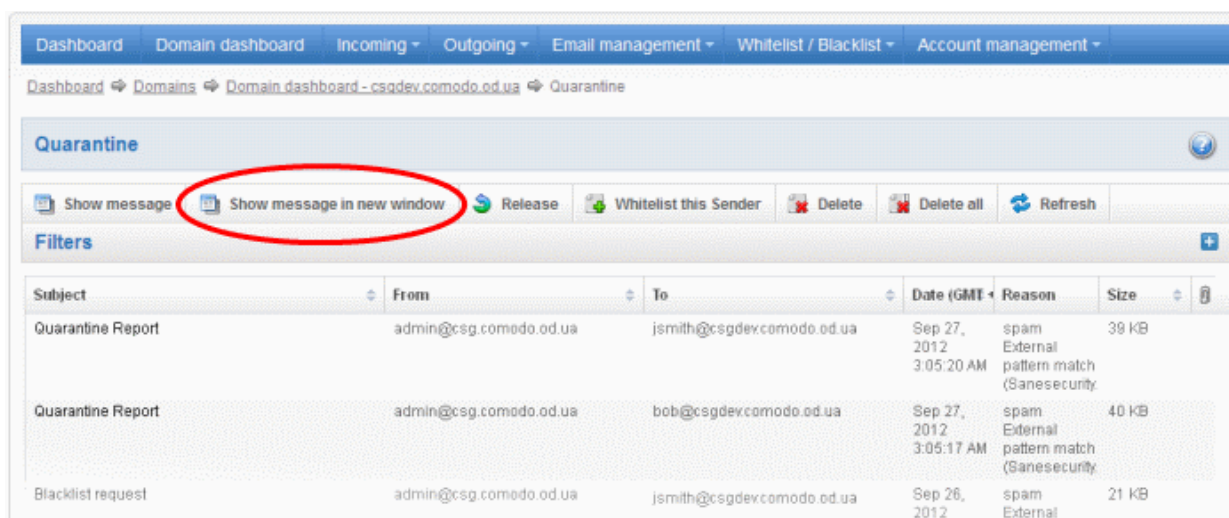 Dashboard Domain dashboard Incoming Outgoing Email management Whitelist / Blacklist Account management
Dashboard Domains Domain dashboard - csgdev.comodo.od.ua Quarantine
Quarantine
Show message Show message in new window Release Whitelist this Sender Delete Delete all Refresh
Filters
Subject From To Date (GMT Reason Size
Quarantine Report admin@csg.comodo.od.ua jsmith@csgdev.comodo.od.ua Sep 27, spam 39 KB
2012 External
3:05:20 AM pattern match
(Sanesecurity.
Quarantine Report admin@csg.comodo.od.ua bob@csgdev.comodo.od.ua Sep 27, spam 40 KB
2012 External
3:05:17 AM pattern match
(Sanesecurity.
Blacklist request admin@csg.comodo.od.ua jsmith@csgdev.comodo.od.ua Sep 26, spam 21 KB
2012 External